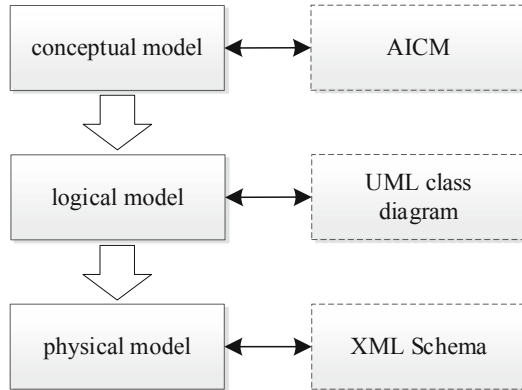 conceptual model
AICM
logical model
UML class
diagram
physical model
XML Schema